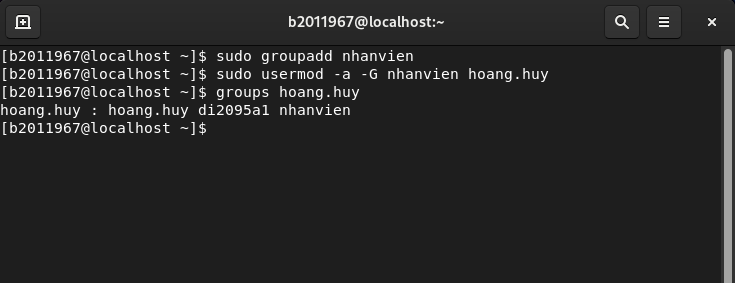 b2011967@localhost:~
[b2011967@localhost ~]$ sudo groupadd nhanvien
[b2011967@localhost ~]$ sudo usermod -a -G nhanvien hoang.huy
[b2011967@localhost ~]$ groups hoang.huy
hoang.huy : hoang.huy di2095a1 nhanvien
[b2011967@localhost ~]$